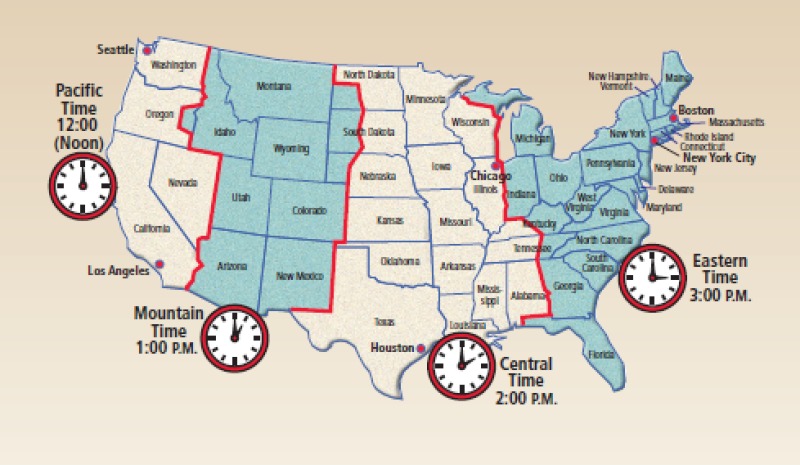 Seattle
Washington
Pacific
Time
12:00
(Noon)
Oregon
Idaho
Montana
Wyoming
Nevada
Utah
Colorado
California
Los Angeles
Arizona
New Mexico
Mountain
Time
1:00 P.M.
North Dakota
South Dakota
Nebraska
Kansas
Oklahoma
Texas
Houston
Minnesota
Iowa
Missouri
Arkansas
Louisiana
Wisconsin
Chicago
Illinois
Missis-
sippi
Alabama
Tennessee
Kentucky
Central
Time
2:00 P.M.
Michigan
Indiana
Ohio
West
Virginia
Virginia
North Carolina
South
Carolina
Georgia
Florida
Pennsylvania
New York
New Hampshire
Vermont
Maine
Boston
Massachusetts
Rhode Island
Connecticut
New York City
New Jersey
Delaware
Maryland
Eastern
Time
3:00 P.M.